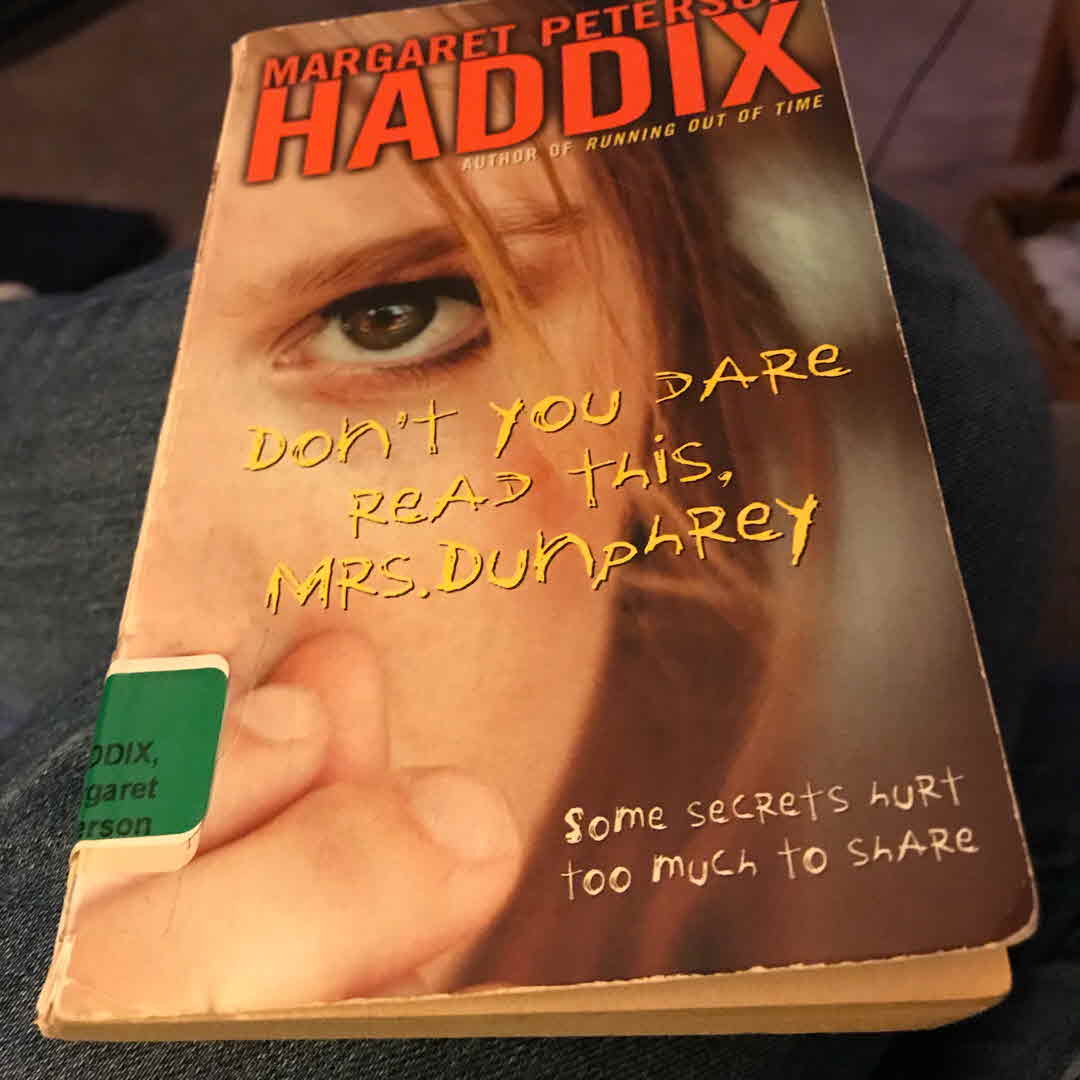 MARGARET PETERSON
HADDIX
AUTHOR OF RUNNING OUT OF TIME
DON'T YOU DARE
READ THIS,
MRS. DUNPHREY
DDIX,
garet
erson
SOME SECRETS HURT
TOO MUCH TO SHARE